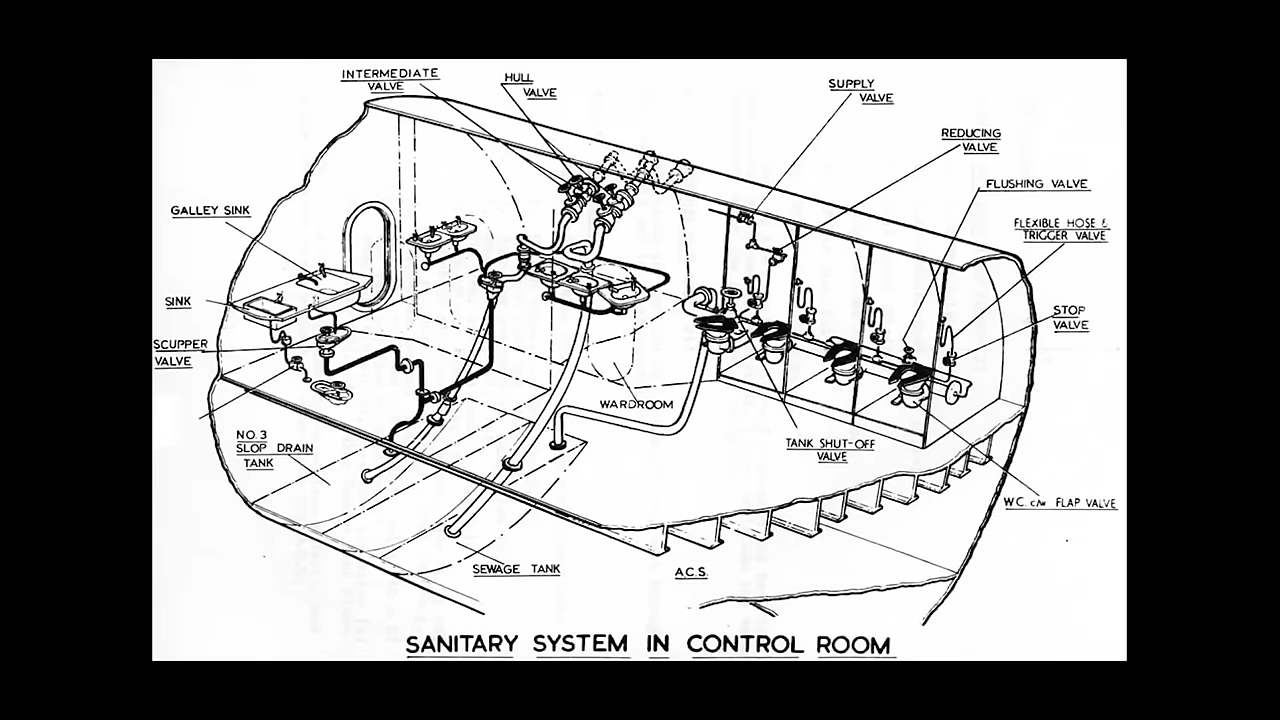 INTERMEDIATE
VALVE
HULL
VALVE
SUPPLY
VALVE
REDUCING
VALVE
FLUSHING VALVE
GALLEY SINK
FLEXIBLE HOSE &
TRIGGER VALVE
SINK
STOP
VALVE
SCUPPER
VALVE
WARDROOM
NO.3
SLOP DRAIN
TANK
TANK SHUT-OFF
VALVE
W.C. c/w FLAP VALVE
SEWAGE TANK
A.C.S.
SANITARY SYSTEM IN CONTROL ROOM